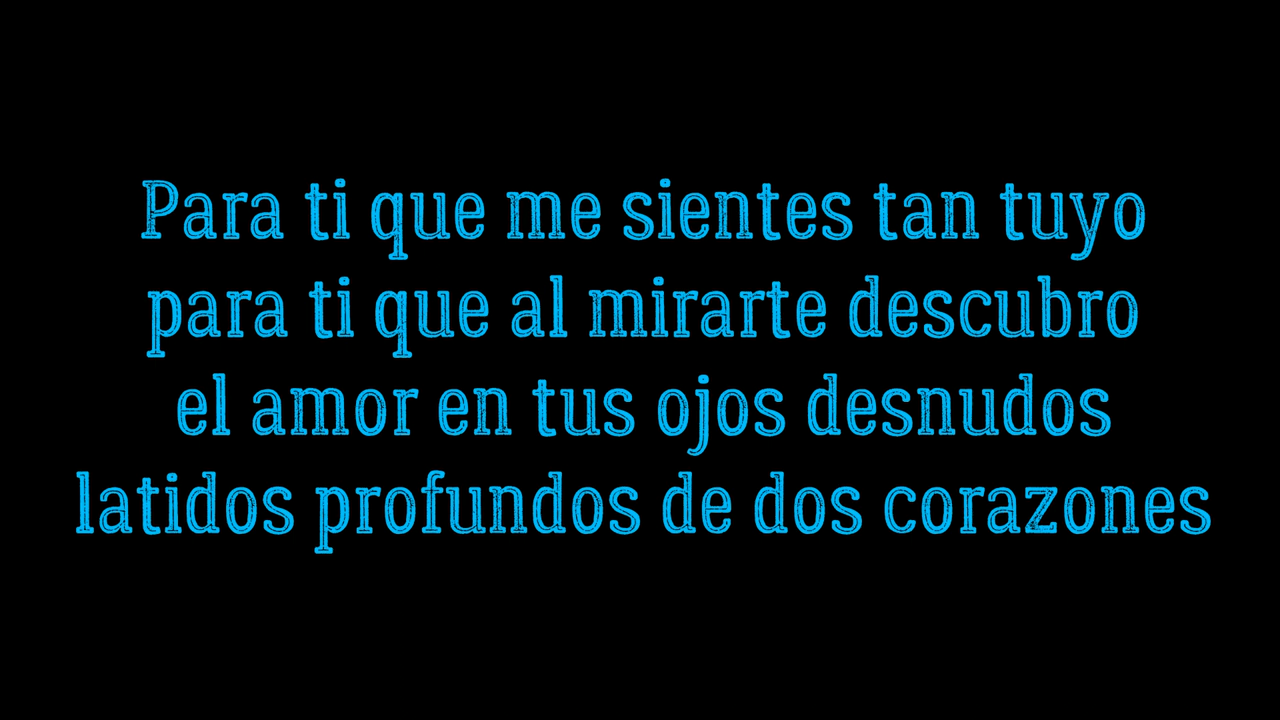 Para ti que me sientes tan tuyo
para ti que al mirarte descubro
el amor en tus ojos desnudos
latidos profundos de dos corazones